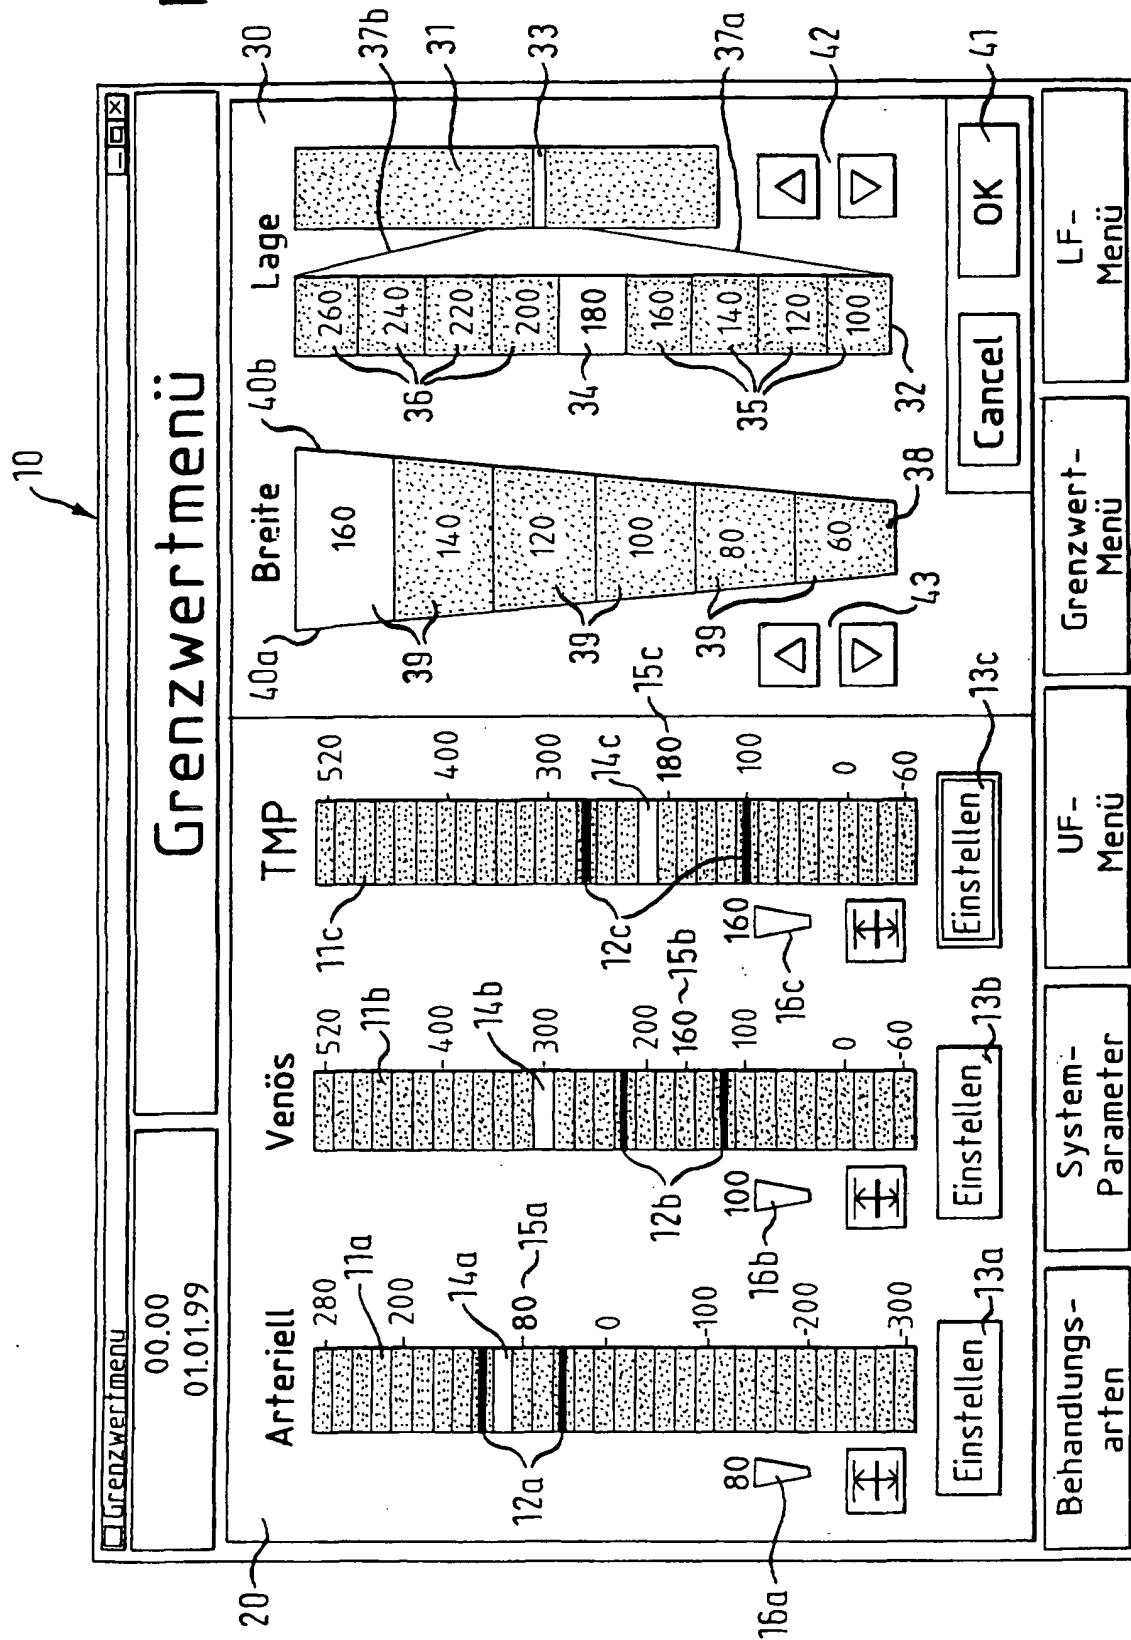 10
Grenzwertmenu
00.00
01.01.99
Grenzwertmenü
20
30
Arteriell
280
11a
200
14a
80
15a
0
-100
-200
-300
12a
80
16a
Einstellen
13a
Venös
520
11b
400
14b
300
200
160
15b
100
0
-60
12b
100
16b
Einstellen
13b
TMP
520
11c
400
300
14c
180
15c
100
0
-60
12c
160
16c
Einstellen
13c
Breite
40a
40b
160
140
120
100
80
60
39
39
39
38
43
Lage
37b
31
33
37a
42
260
240
220
200
180
160
140
120
100
36
34
35
32
Cancel
OK
41
Behandlungs-
arten
System-
Parameter
UF-
Menü
Grenzwert-
Menü
LF-
Menü